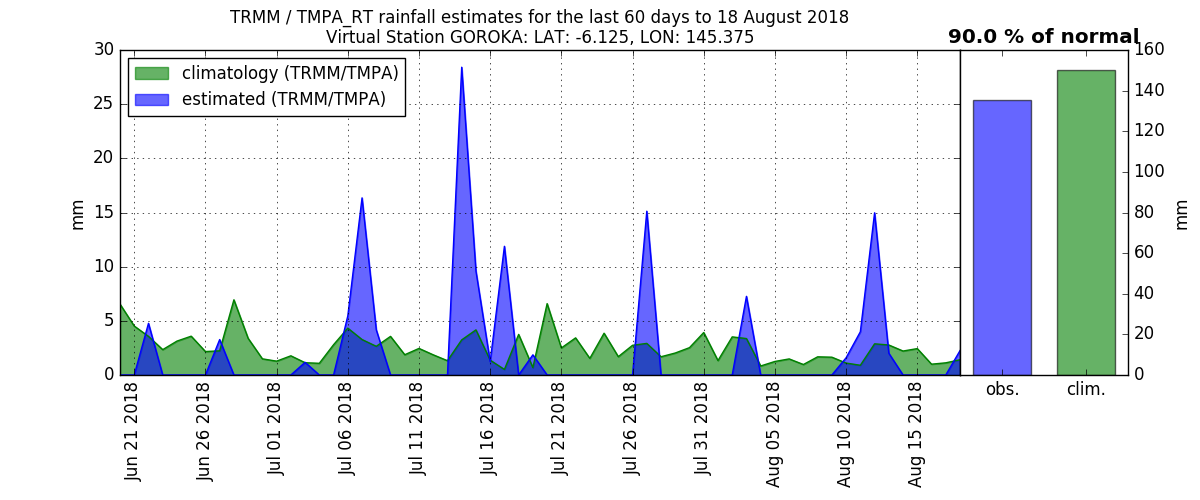 TRMM / TMPA_RT rainfall estimates for the last 60 days to 18 August 2018
Virtual Station GOROKA: LAT: -6.125, LON: 145.375
90.0 % of normal
climatology (TRMM/TMPA)
estimated (TRMM/TMPA)
mm
30
25
20
15
10
5
0
Jun 21 2018
Jun 26 2018
Jul 01 2018
Jul 06 2018
Jul 11 2018
Jul 16 2018
Jul 21 2018
Jul 26 2018
Jul 31 2018
Aug 05 2018
Aug 10 2018
Aug 15 2018
obs.
clim.
160
140
120
100
80
60
40
20
0
mm